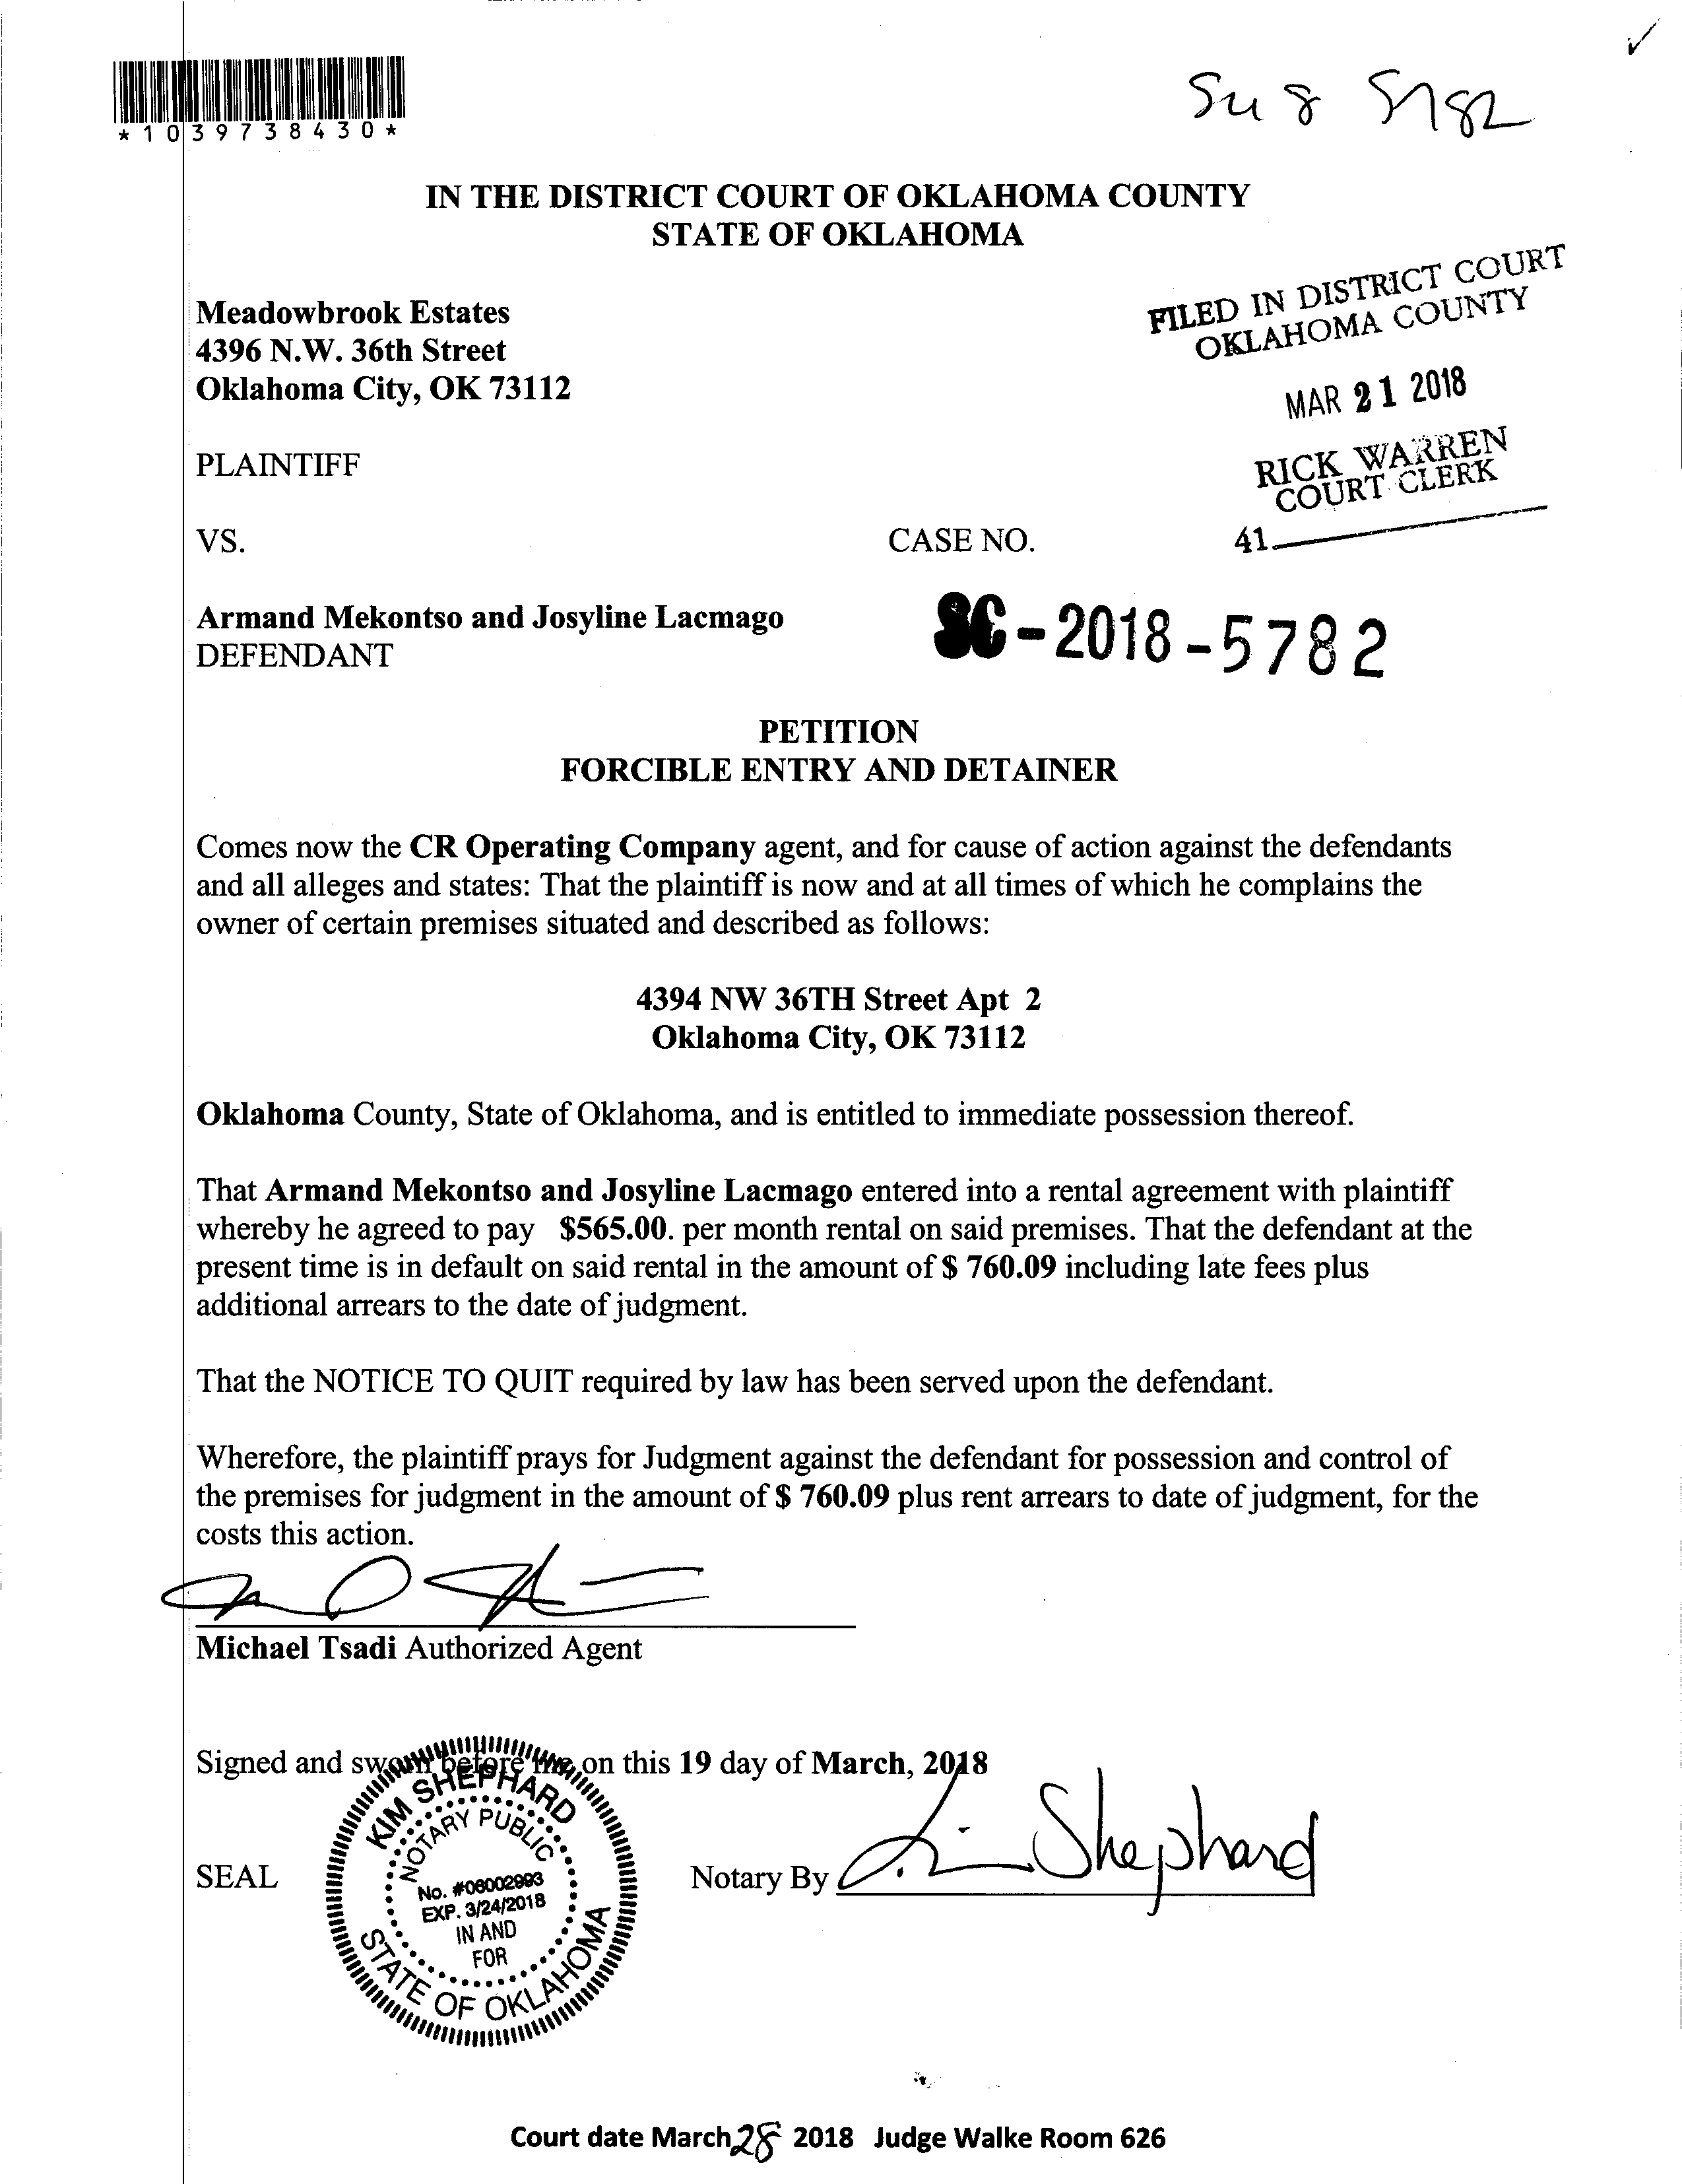 *1039738430*
IN THE DISTRICT COURT OF OKLAHOMA COUNTY
STATE OF OKLAHOMA
Meadowbrook Estates
4396 N.W. 36th Street
Oklahoma City, OK 73112
FILED IN DISTRICT COURT
OKLAHOMA COUNTY
MAR 21 2018
RICK WARREN
COURT CLERK
41
PLAINTIFF
VS.
CASE NO.
Armand Mekontso and Josyline Lacmago
DEFENDANT
SC-2018-5782
PETITION
FORCIBLE ENTRY AND DETAINER
Comes now the CR Operating Company agent, and for cause of action against the defendants
and all alleges and states: That the plaintiff is now and at all times of which he complains the
owner of certain premises situated and described as follows:
4394 NW 36TH Street Apt 2
Oklahoma City, OK 73112
Oklahoma County, State of Oklahoma, and is entitled to immediate possession thereof.
That Armand Mekontso and Josyline Lacmago entered into a rental agreement with plaintiff
whereby he agreed to pay $565.00. per month rental on said premises. That the defendant at the
present time is in default on said rental in the amount of $ 760.09 including late fees plus
additional arrears to the date of judgment.
That the NOTICE TO QUIT required by law has been served upon the defendant.
Wherefore, the plaintiff prays for Judgment against the defendant for possession and control of
the premises for judgment in the amount of $ 760.09 plus rent arrears to date of judgment, for the
costs this action.
Michael Tsadi Authorized Agent
Signed and sworn before me on this 19 day of March, 2018
SEAL
KIM SHEPHARD
NOTARY PUBLIC
No. #06002993
EXP. 3/24/2018
IN AND
FOR
STATE OF OKLAHOMA
Notary By Kim Shephard
Court date March 28 2018 Judge Walke Room 626